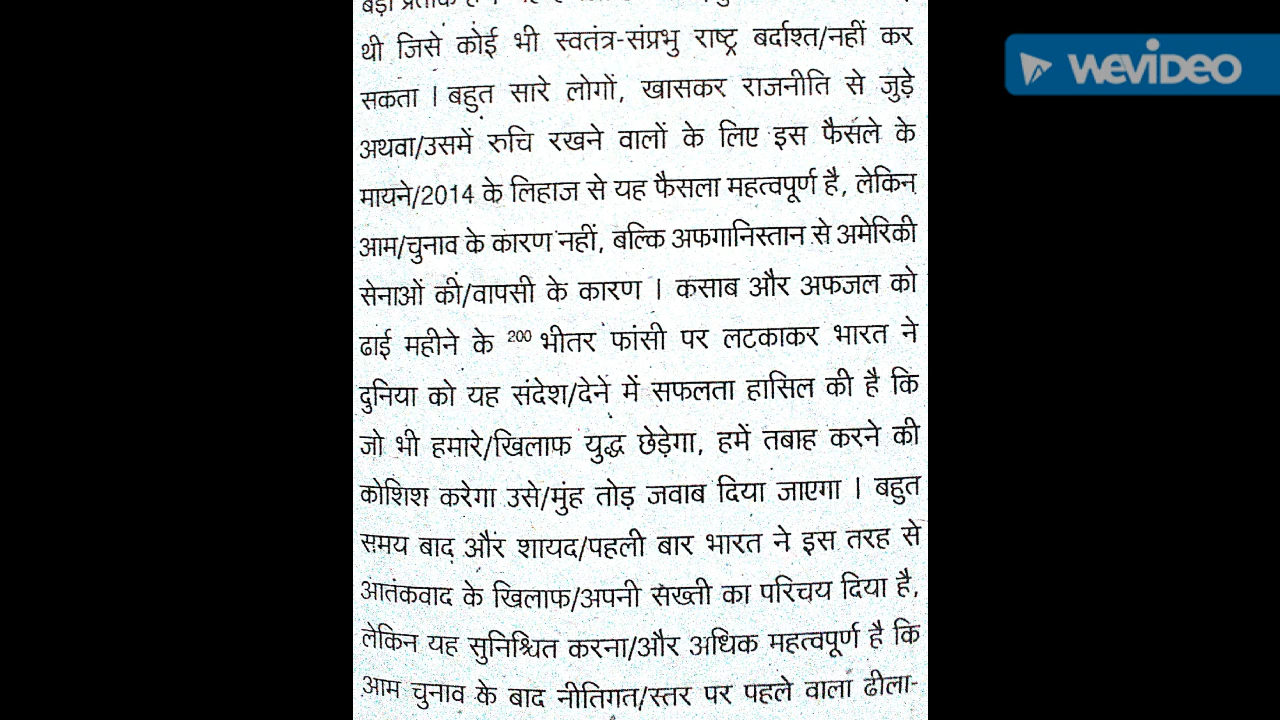 थी जिसे कोई भी स्वतंत्र-संप्रभु राष्ट्र बर्दाश्त/नहीं कर
सकता । बहुत सारे लोगों, खासकर राजनीति से जुड़े
अथवा/उसमें रुचि रखने वालों के लिए इस फैसले के
मायने/2014 के लिहाज से यह फैसला महत्वपूर्ण है, लेकिन
आम/चुनाव के कारण नहीं, बल्कि अफगानिस्तान से अमेरिकी
सेनाओं की/वापसी के कारण । कसाब और अफजल को
ढाई महीने के 200 भीतर फांसी पर लटकाकर भारत ने
दुनिया को यह संदेश/देने में सफलता हासिल की है कि
जो भी हमारे/खिलाफ युद्ध छेड़ेगा, हमें तबाह करने की
कोशिश करेगा उसे/मुंह तोड़ जवाब दिया जाएगा । बहुत
समय बाद और शायद/पहली बार भारत ने इस तरह से
आतंकवाद के खिलाफ/अपनी सख्ती का परिचय दिया है,
लेकिन यह सुनिश्चित करना/और अधिक महत्वपूर्ण है कि
आम चुनाव के बाद नीतिगत/स्तर पर पहले वाला ढीला-
WEVIDEO